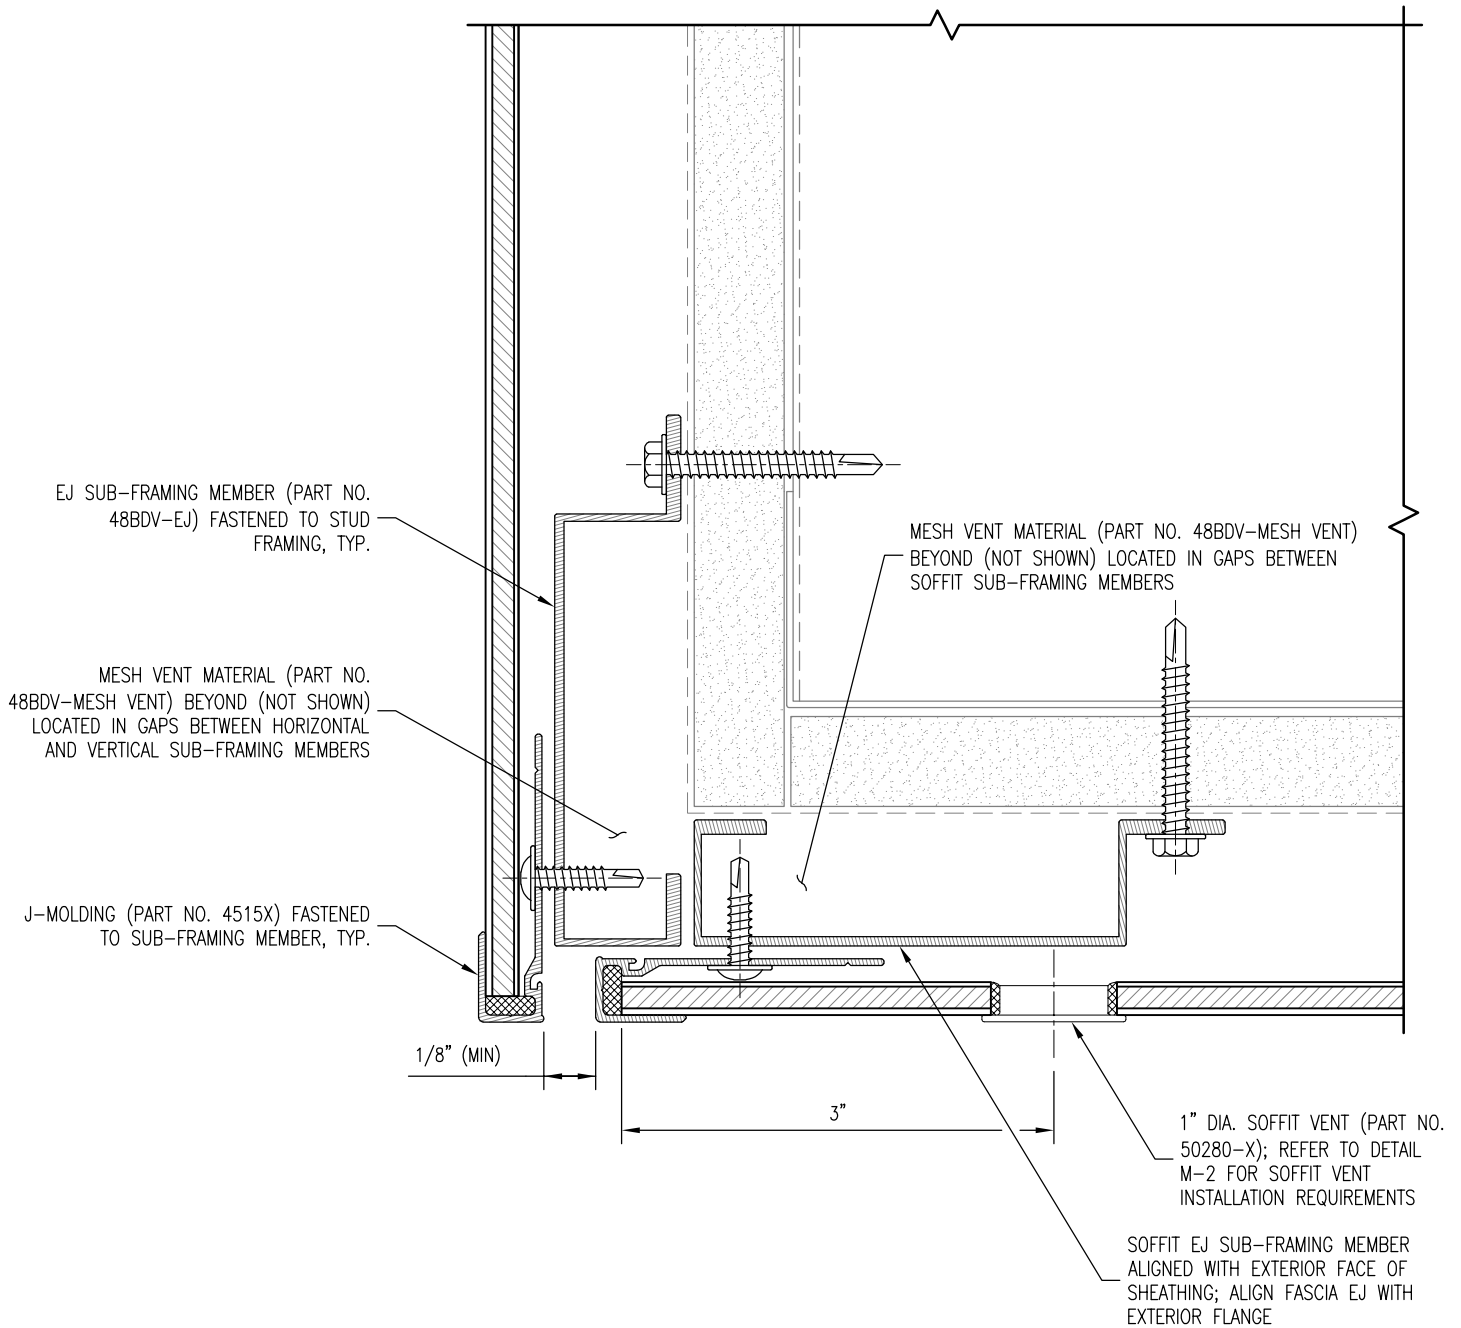 EJ SUB-FRAMING MEMBER (PART NO.
48BDV-EJ) FASTENED TO STUD
FRAMING, TYP.
MESH VENT MATERIAL (PART NO. 48BDV-MESH VENT)
BEYOND (NOT SHOWN) LOCATED IN GAPS BETWEEN
SOFFIT SUB-FRAMING MEMBERS
MESH VENT MATERIAL (PART NO.
48BDV-MESH VENT) BEYOND (NOT SHOWN)
LOCATED IN GAPS BETWEEN HORIZONTAL
AND VERTICAL SUB-FRAMING MEMBERS
J-MOLDING (PART NO. 4515X) FASTENED
TO SUB-FRAMING MEMBER, TYP.
1/8" (MIN)
3"
1" DIA. SOFFIT VENT (PART NO.
50280-X); REFER TO DETAIL
M-2 FOR SOFFIT VENT
INSTALLATION REQUIREMENTS
SOFFIT EJ SUB-FRAMING MEMBER
ALIGNED WITH EXTERIOR FACE OF
SHEATHING; ALIGN FASCIA EJ WITH
EXTERIOR FLANGE